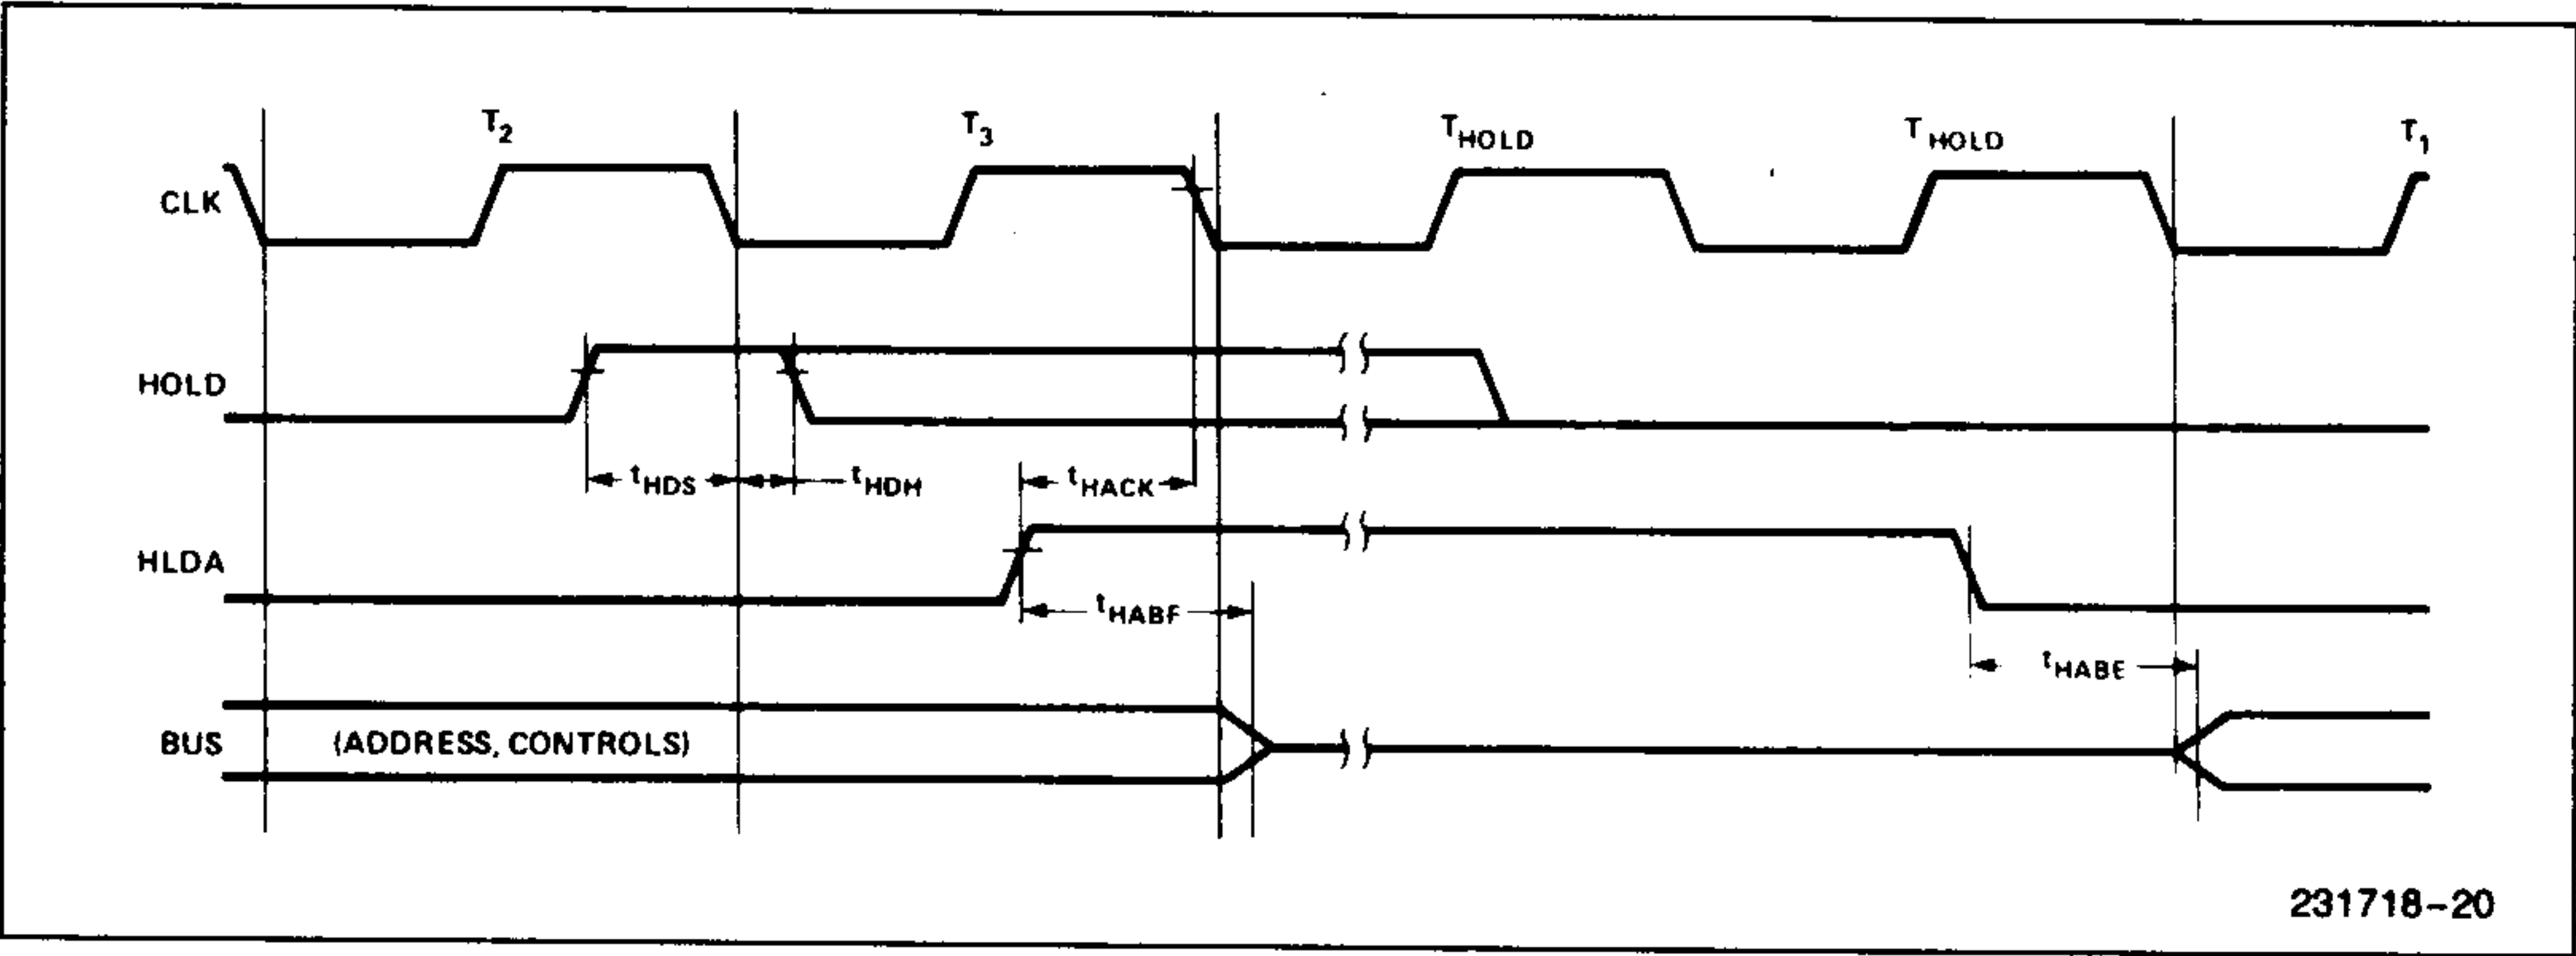 T2 T3 THOLD THOLD T1
CLK
HOLD
tHDS tHDH tHACK
HLDA
tHABF
tHABE
BUS (ADDRESS, CONTROLS)
231718-20